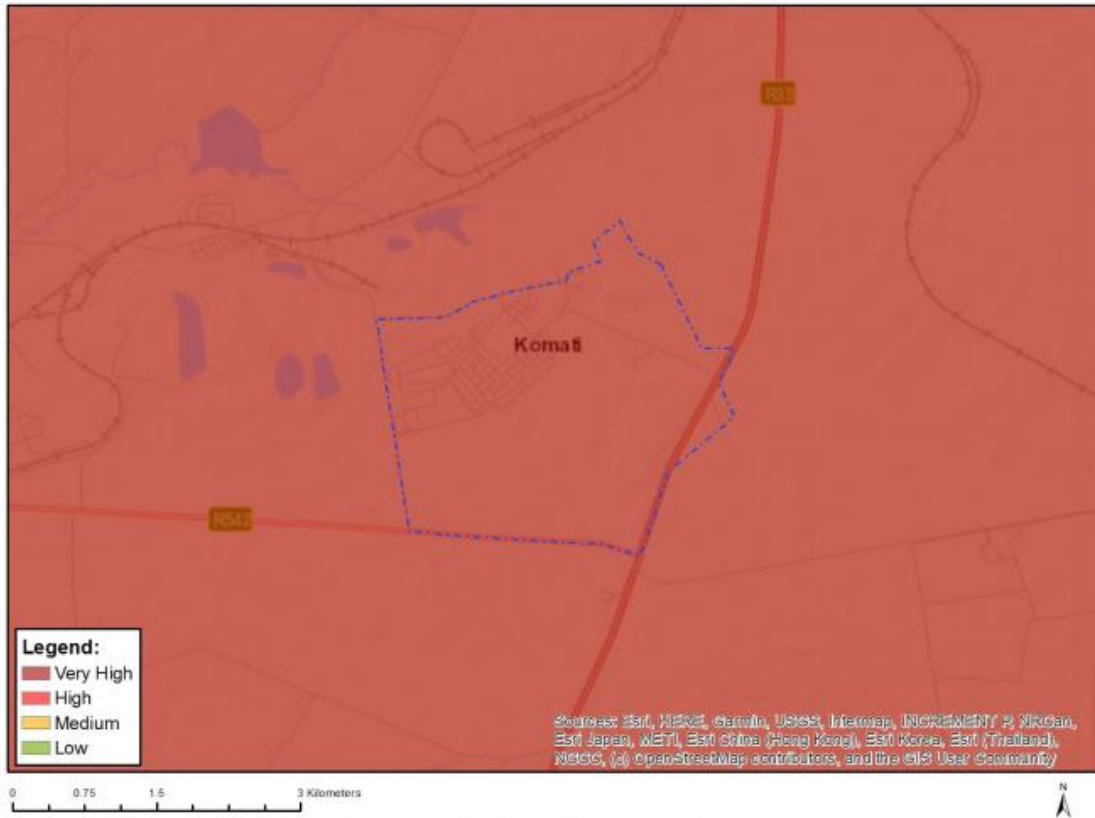 R35
Komati
R542
Legend:
Very High
High
Medium
Low
Sources: Esri, HERE, Garmin, USGS, Intermap, INCREMENT P, NRCan,
Esri Japan, METI, Esri China (Hong Kong), Esri Korea, Esri (Thailand),
NGCC, (c) OpenStreetMap contributors, and the GIS User Community
0 0.75 1.5 3 Kilometers
N